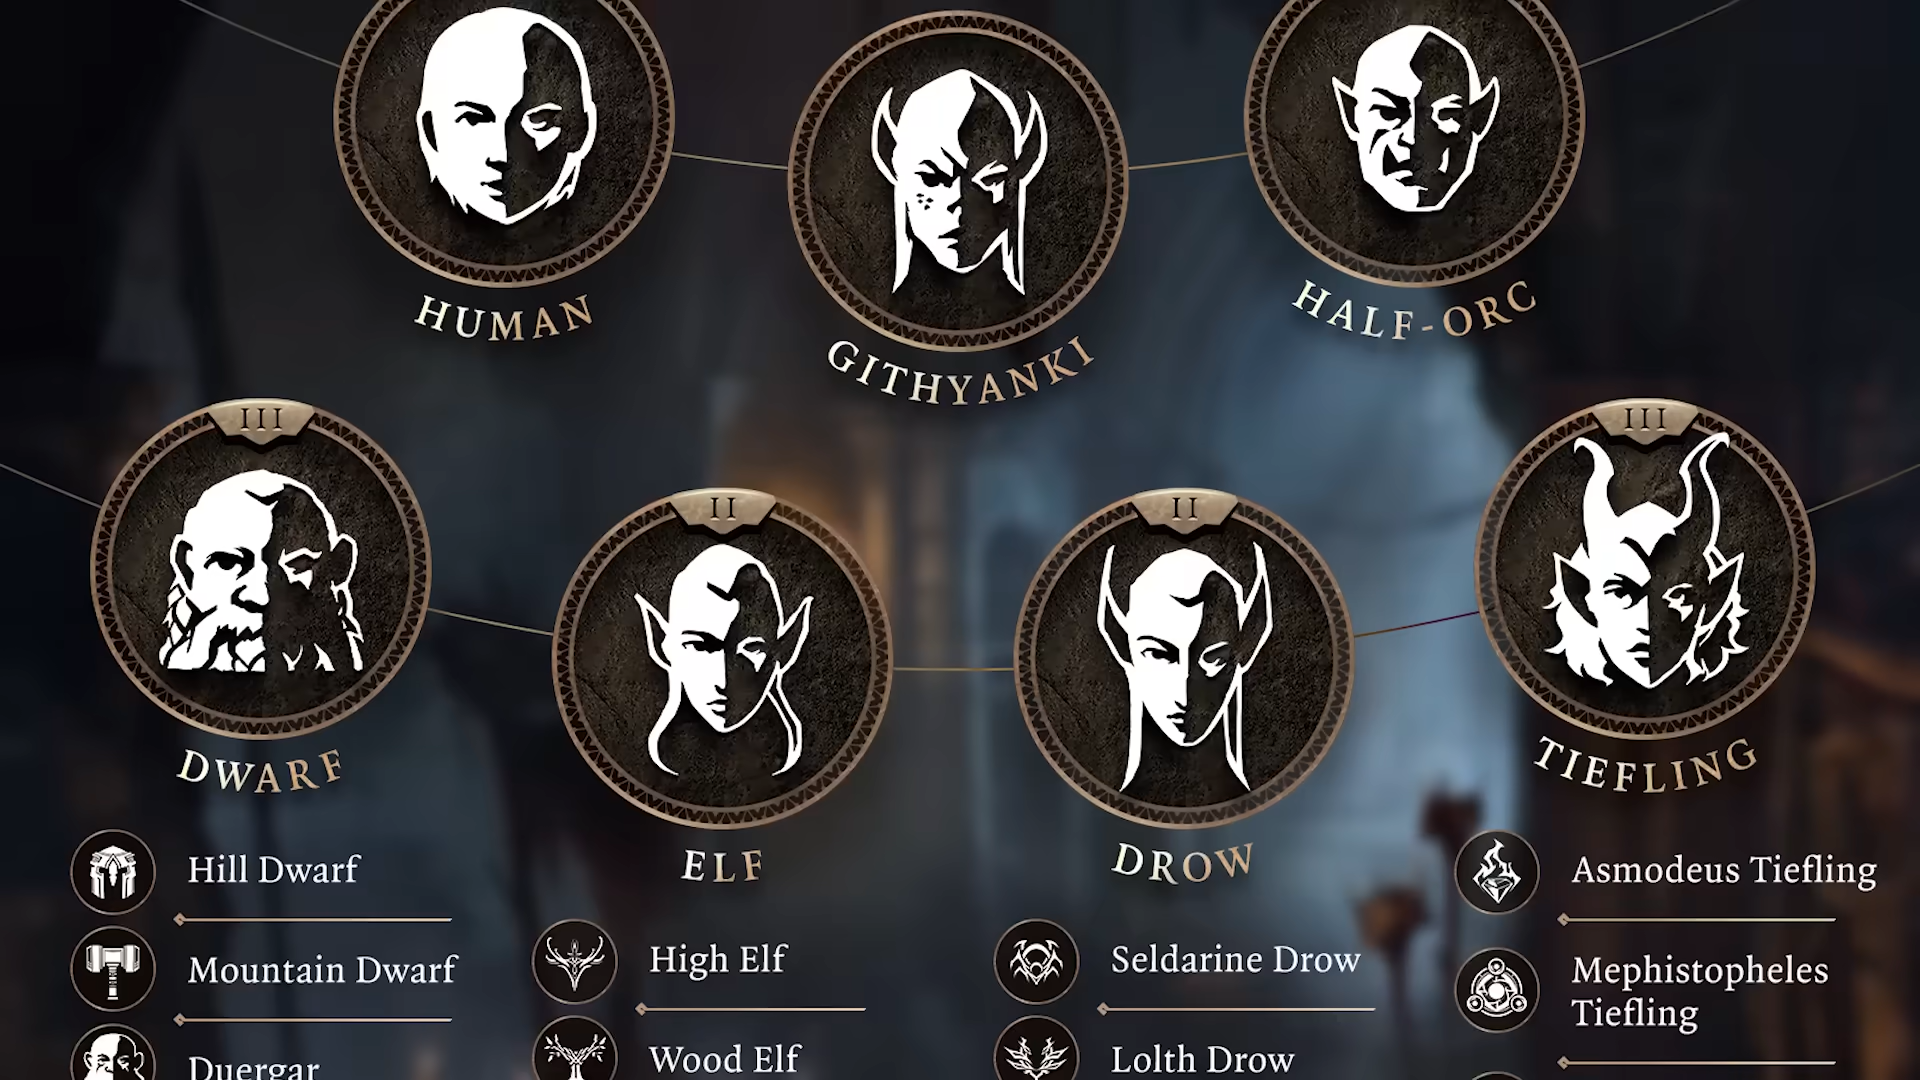 HUMAN
GITHYANKI
HALF-ORC
III
DWARF
Hill Dwarf
Mountain Dwarf
Duergar
II
ELF
High Elf
Wood Elf
II
DROW
Seldarine Drow
Lolth Drow
III
TIEFLING
Asmodeus Tiefling
Mephistopheles
Tiefling